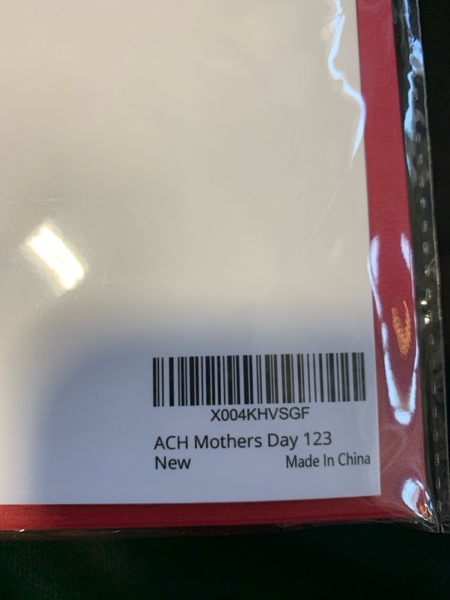 X004KHVSGF
ACH Mothers Day 123
New Made In China